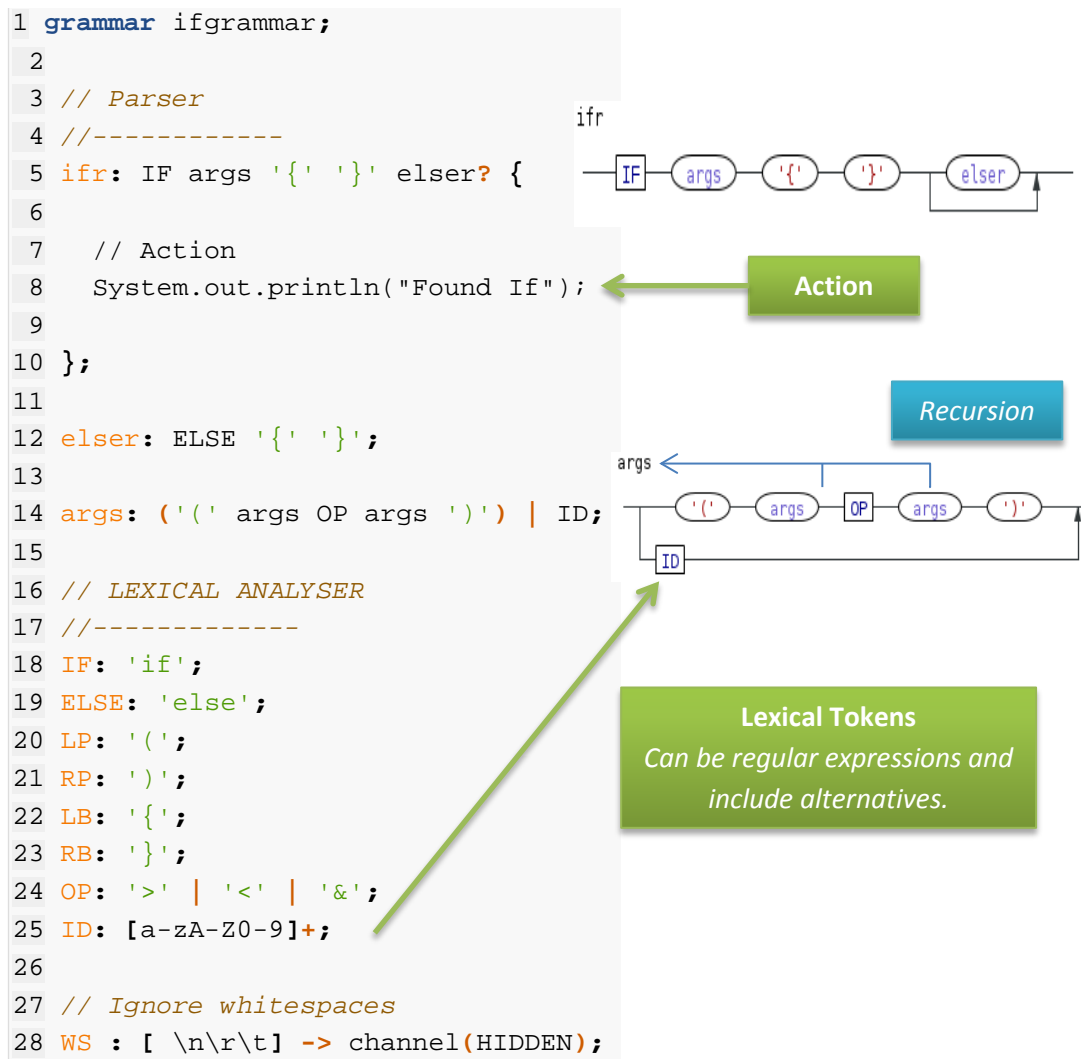 1 grammar ifgrammar;
2
3 // Parser
4 //------------
5 ifr: IF args '{' '}' elser? {
6
7 // Action
8 System.out.println("Found If");
9
10 };
11
12 elser: ELSE '{' '}';
13
14 args: ('(' args OP args ')') | ID;
15
16 // LEXICAL ANALYSER
17 //-------------
18 IF: 'if';
19 ELSE: 'else';
20 LP: '(';
21 RP: ')';
22 LB: '{';
23 RB: '}';
24 OP: '>' | '<' | '&';
25 ID: [a-zA-Z0-9]+;
26
27 // Ignore whitespaces
28 WS : [ \n\r\t] -> channel(HIDDEN);
ifr
IF args '{' '}' elser
Action
Recursion
args
'(' args OP args ')'
ID
Lexical Tokens
Can be regular expressions and
include alternatives.